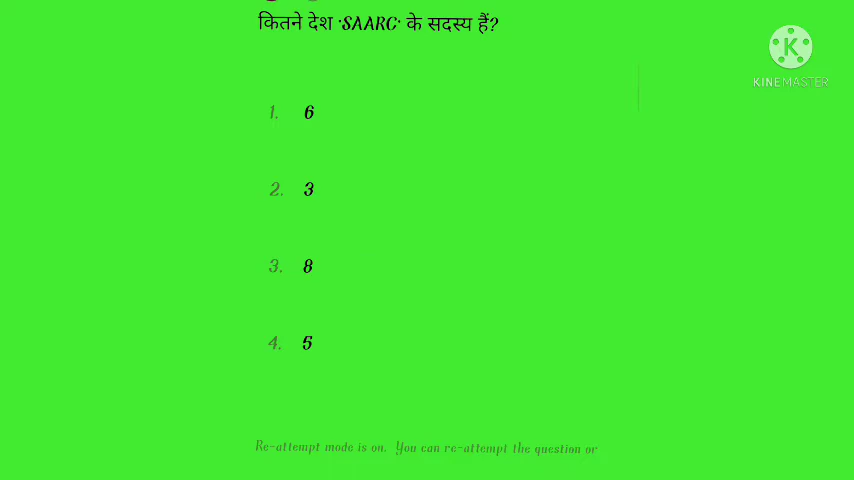 कितने देश 'SAARC' के सदस्य हैं?
KINEMASTER
1. 6
2. 3
3. 8
4. 5
Re-attempt mode is on. You can re-attempt the question or